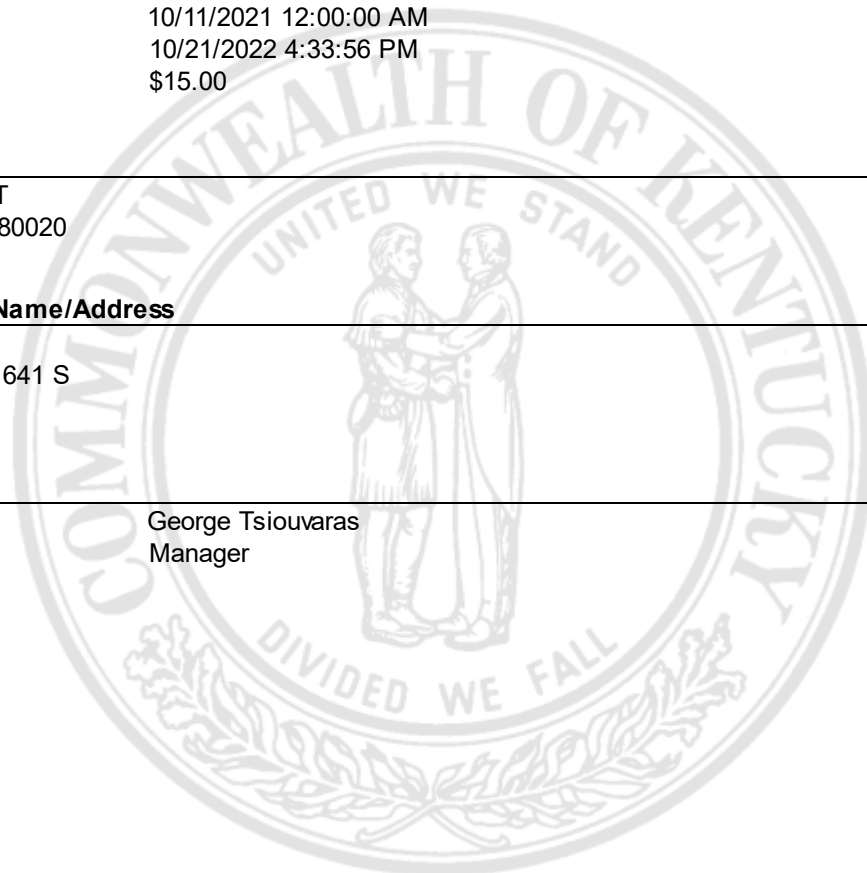 10/11/2021 12:00:00 AM
10/21/2022 4:33:56 PM
$15.00
T
80020
Name/Address
641 S
George Tsiouvaras
Manager
COMMONWEALTH OF KENTUCKY
UNITED WE STAND
DIVIDED WE FALL